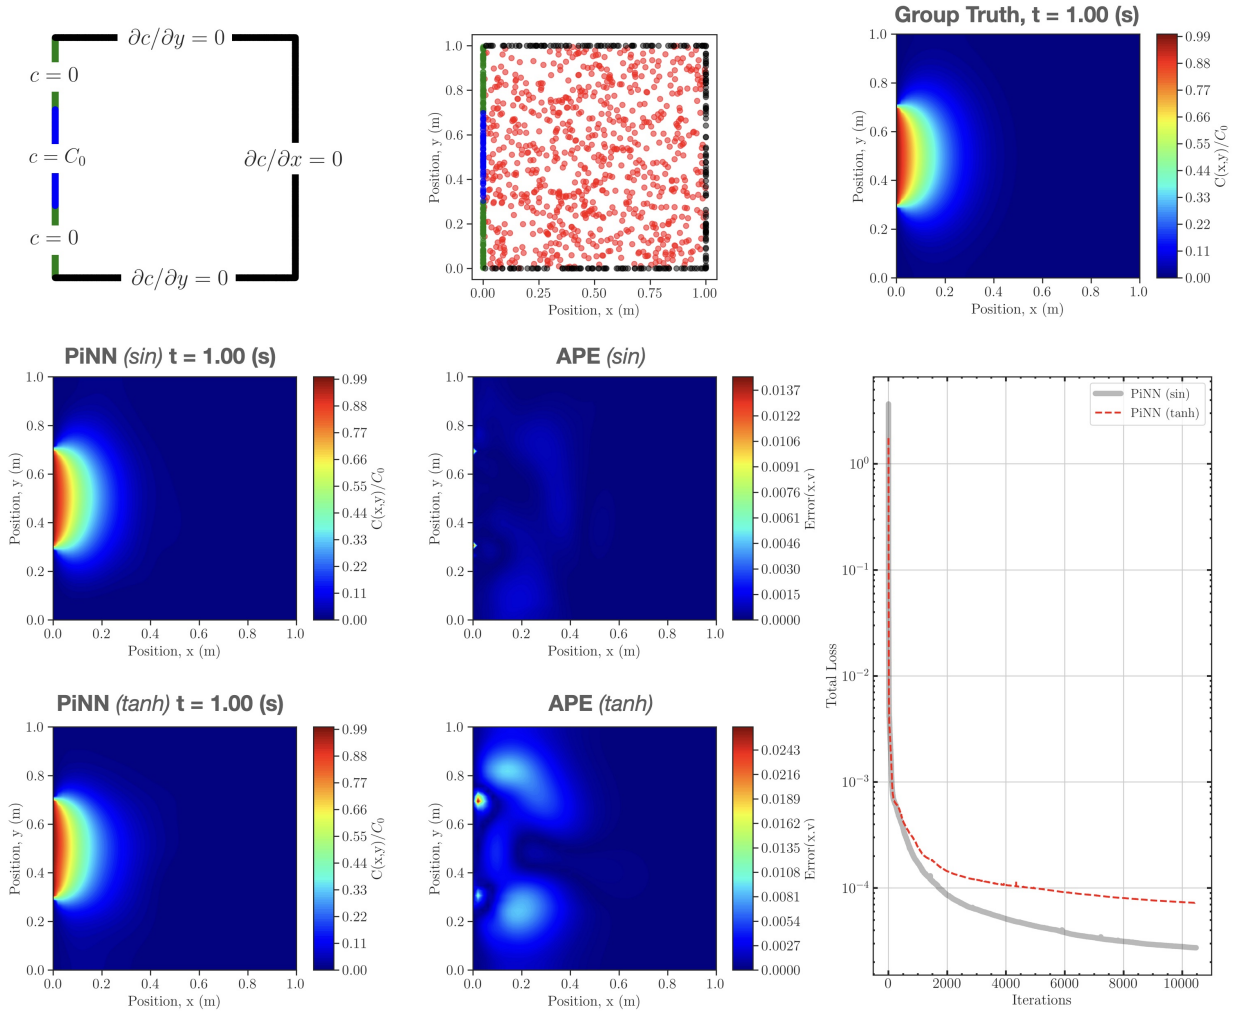 ∂c/∂y = 0
c = 0
c = C₀
∂c/∂x = 0
c = 0
∂c/∂y = 0
1.0
0.8
0.6
0.4
0.2
0.0
Position, y (m)
0.00 0.25 0.50 0.75 1.00
Position, x (m)
Group Truth, t = 1.00 (s)
1.0
0.8
0.6
0.4
0.2
0.0
Position, y (m)
0.0 0.2 0.4 0.6 0.8 1.0
Position, x (m)
0.99
0.88
0.77
0.66
0.55
0.44
0.33
0.22
0.11
0.00
C(x,y)/C₀
PiNN (sin) t = 1.00 (s)
1.0
0.8
0.6
0.4
0.2
0.0
Position, y (m)
0.0 0.2 0.4 0.6 0.8 1.0
Position, x (m)
0.99
0.88
0.77
0.66
0.55
0.44
0.33
0.22
0.11
0.00
C(x,y)/C₀
APE (sin)
1.0
0.8
0.6
0.4
0.2
0.0
Position, y (m)
0.0 0.2 0.4 0.6 0.8 1.0
Position, x (m)
0.0137
0.0122
0.0106
0.0091
0.0076
0.0061
0.0046
0.0030
0.0015
0.0000
Error(x,y)
PiNN (tanh) t = 1.00 (s)
1.0
0.8
0.6
0.4
0.2
0.0
Position, y (m)
0.0 0.2 0.4 0.6 0.8 1.0
Position, x (m)
0.99
0.88
0.77
0.66
0.55
0.44
0.33
0.22
0.11
0.00
C(x,y)/C₀
APE (tanh)
1.0
0.8
0.6
0.4
0.2
0.0
Position, y (m)
0.0 0.2 0.4 0.6 0.8 1.0
Position, x (m)
0.0243
0.0216
0.0189
0.0162
0.0135
0.0108
0.0081
0.0054
0.0027
0.0000
Error(x,y)
PiNN (sin)
PiNN (tanh)
10⁰
10⁻¹
10⁻²
10⁻³
10⁻⁴
Total Loss
0 2000 4000 6000 8000 10000
Iterations